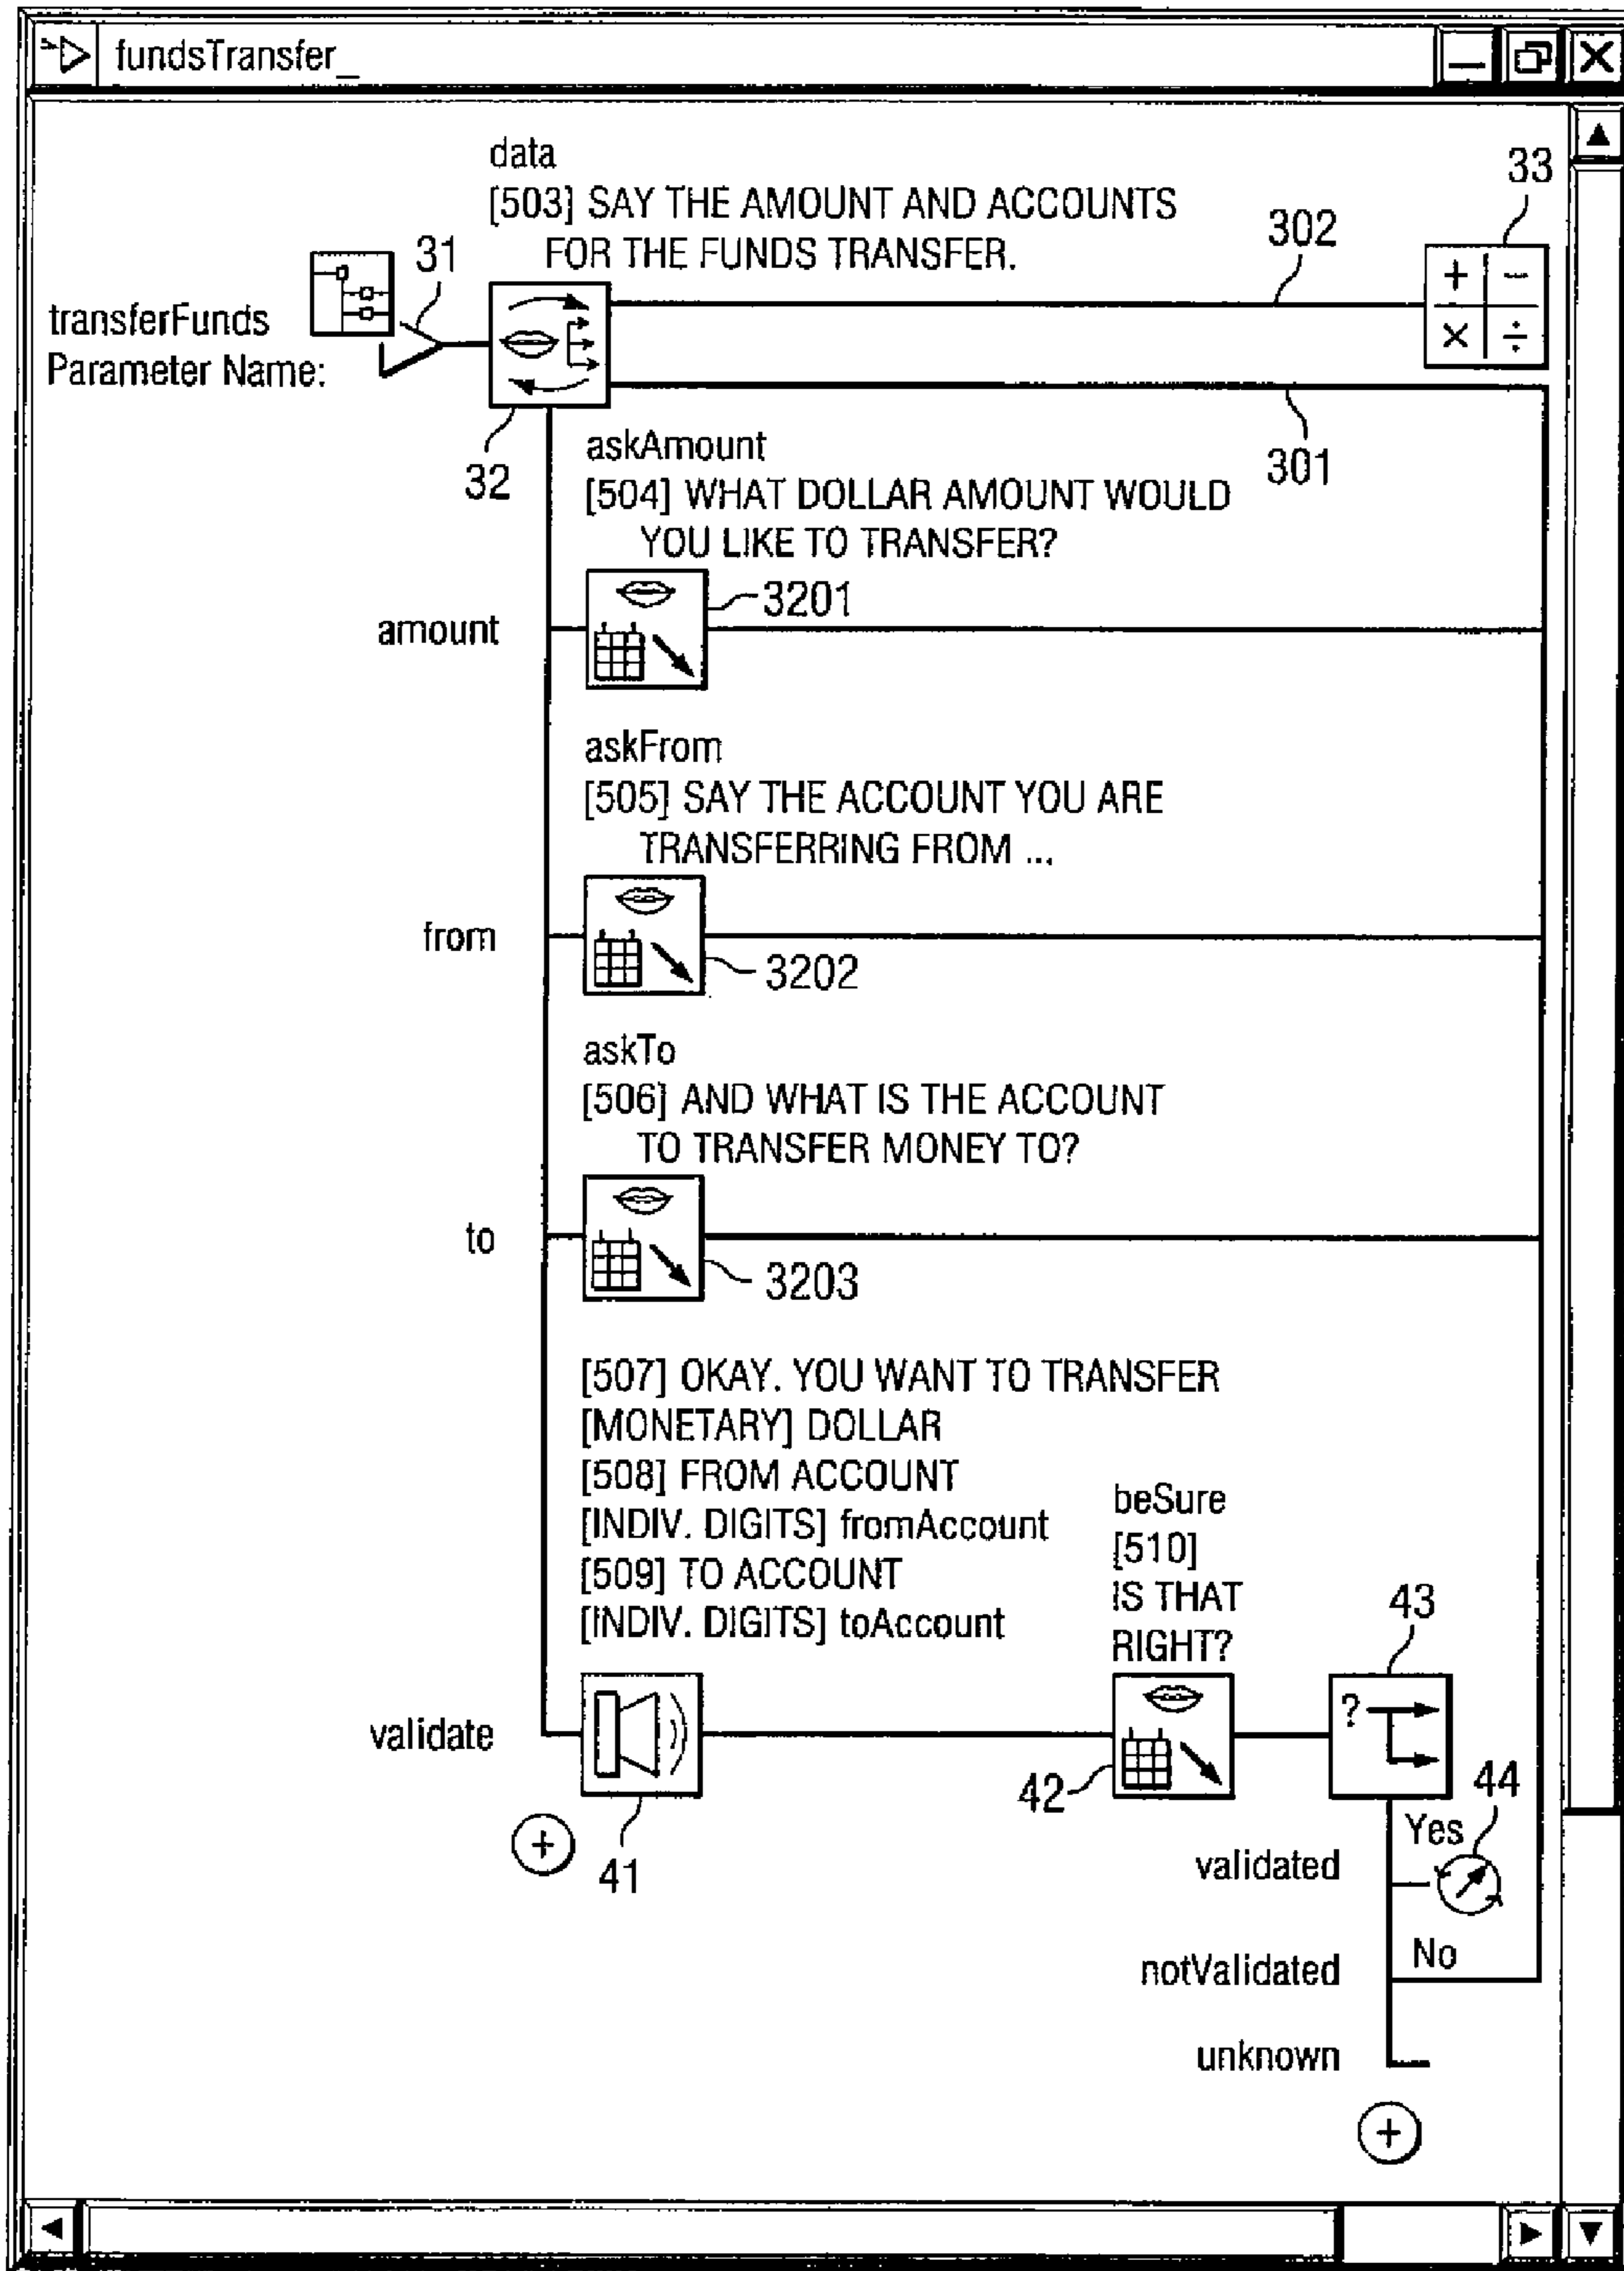 fundsTransfer_
data
[503] SAY THE AMOUNT AND ACCOUNTS
FOR THE FUNDS TRANSFER.
33
302
31
transferFunds
Parameter Name:
+ −
× ÷
32
301
askAmount
[504] WHAT DOLLAR AMOUNT WOULD
YOU LIKE TO TRANSFER?
3201
amount
askFrom
[505] SAY THE ACCOUNT YOU ARE
TRANSFERRING FROM ...
from
3202
askTo
[506] AND WHAT IS THE ACCOUNT
TO TRANSFER MONEY TO?
to
3203
[507] OKAY. YOU WANT TO TRANSFER
[MONETARY] DOLLAR
[508] FROM ACCOUNT
[INDIV. DIGITS] fromAccount
[509] TO ACCOUNT
[INDIV. DIGITS] toAccount
beSure
[510]
IS THAT
RIGHT?
43
?
validate
42
44
41
+
Yes
validated
No
notValidated
unknown
+